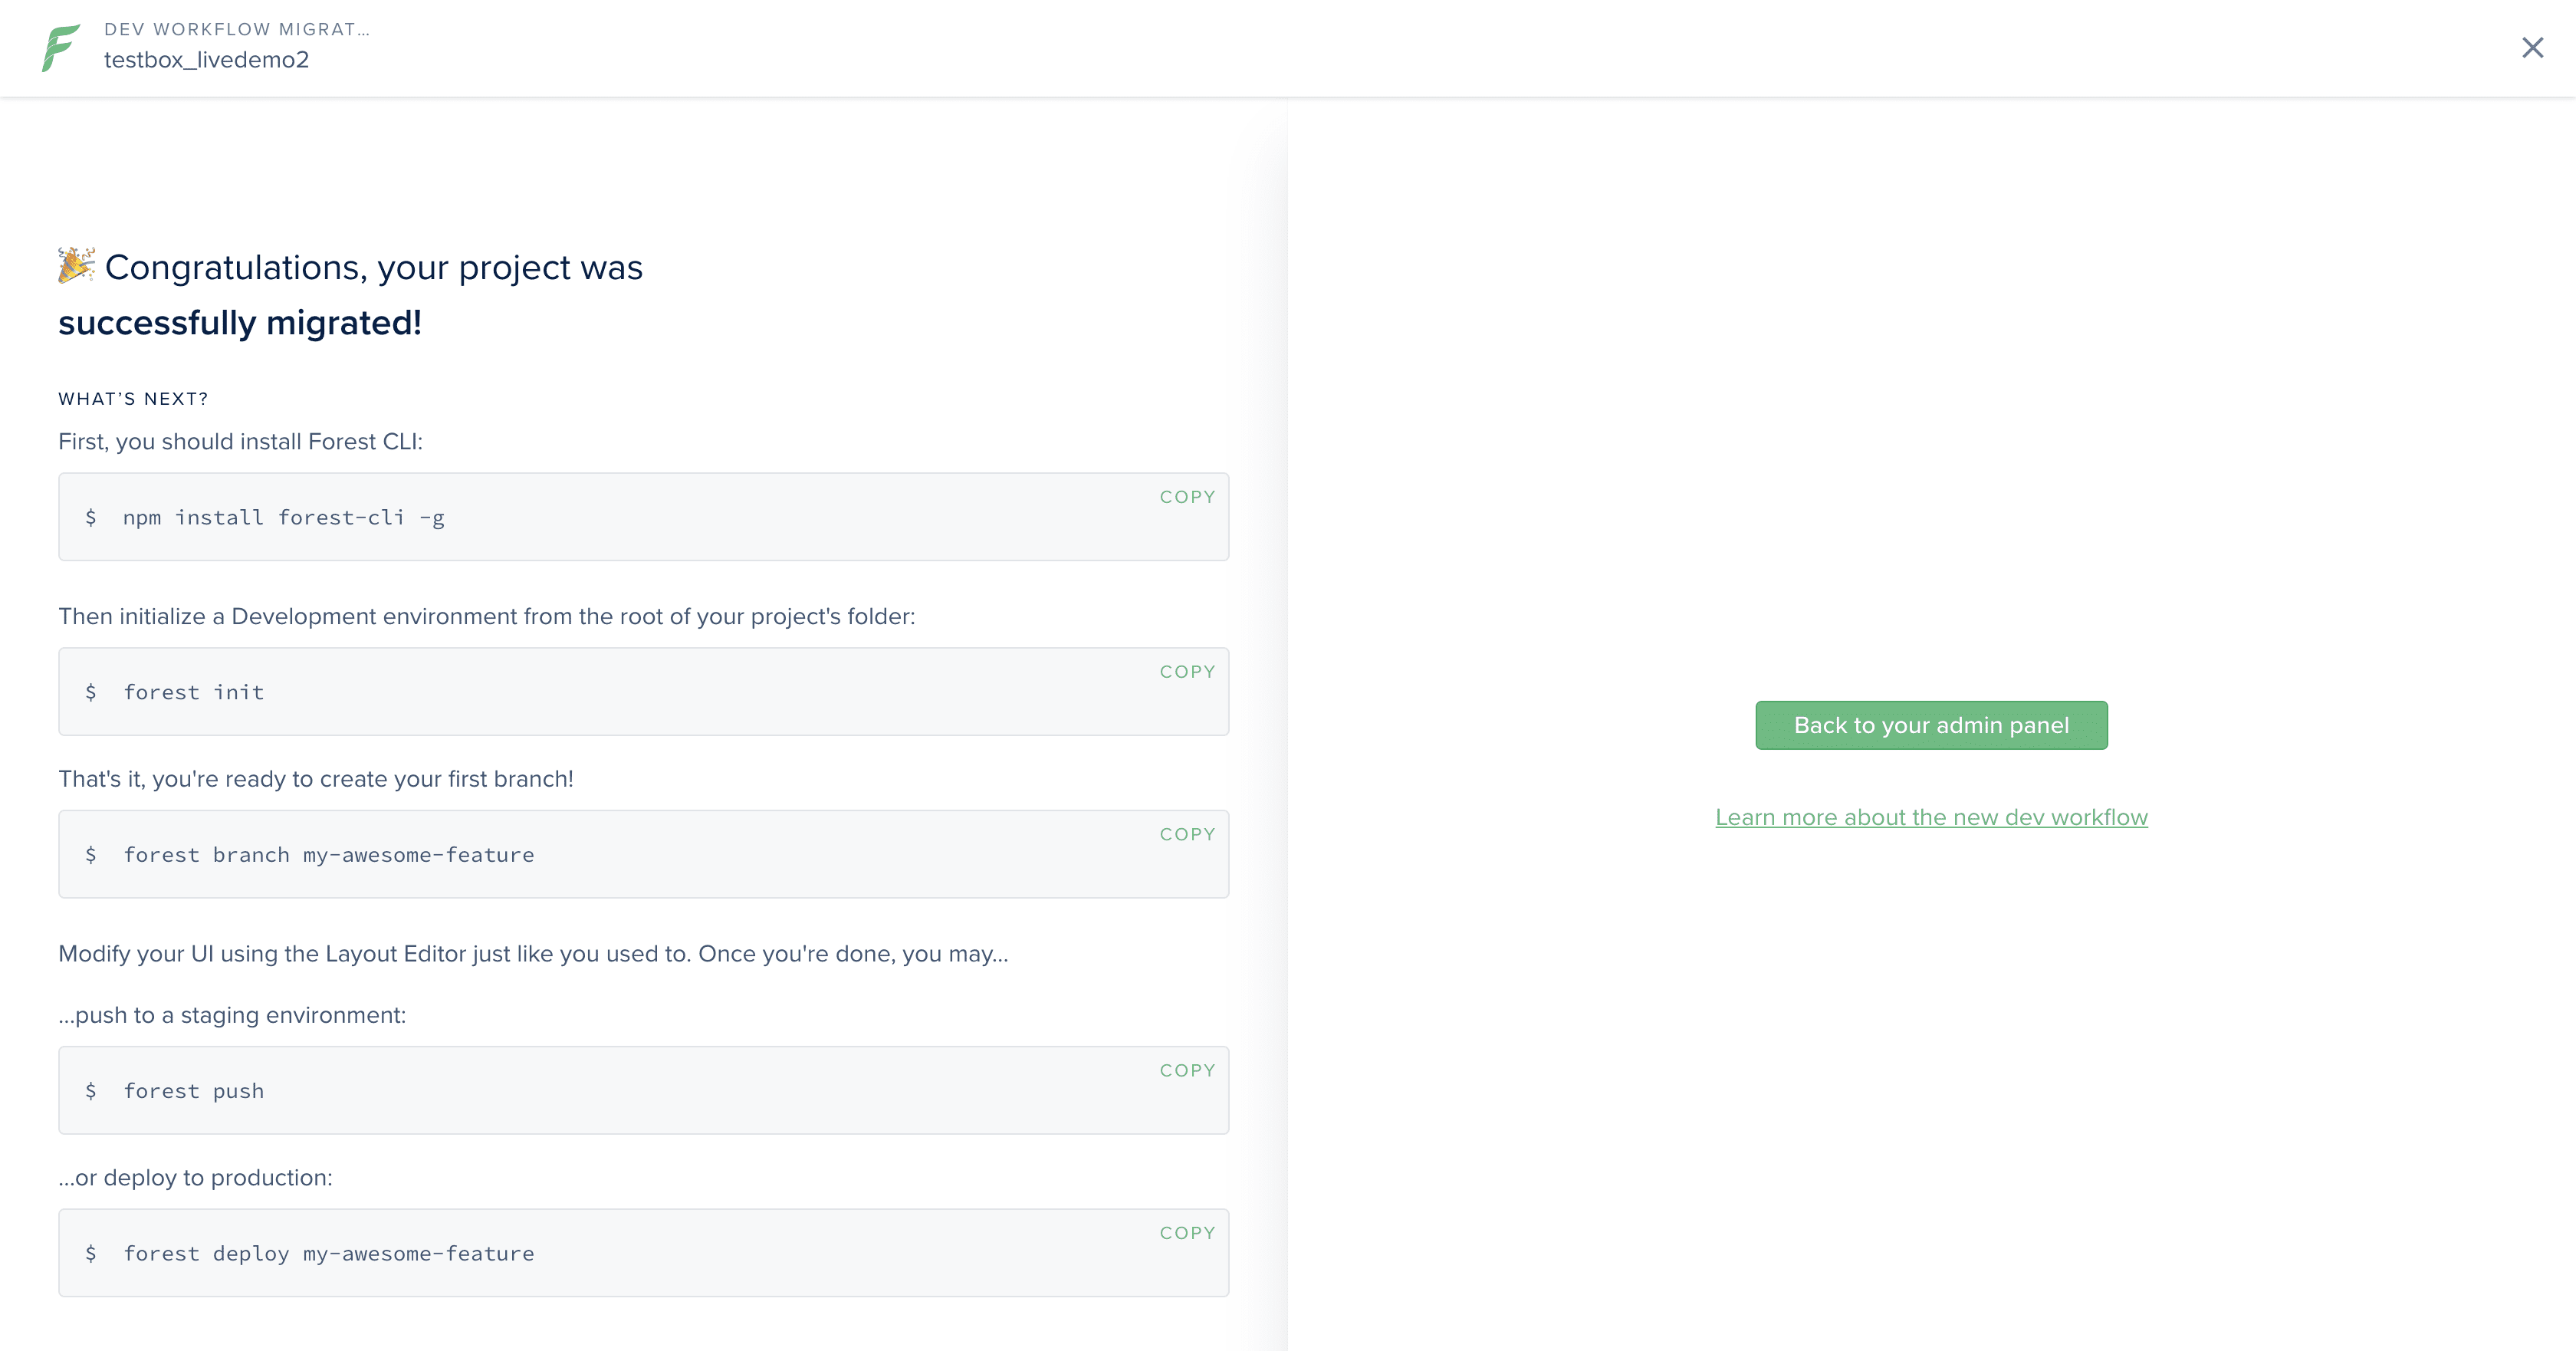 DEV WORKFLOW MIGRAT...
testbox_livedemo2
🎉 Congratulations, your project was
successfully migrated!
WHAT'S NEXT?
First, you should install Forest CLI:
COPY
$ npm install forest-cli -g
Then initialize a Development environment from the root of your project's folder:
COPY
$ forest init
That's it, you're ready to create your first branch!
COPY
$ forest branch my-awesome-feature
Modify your UI using the Layout Editor just like you used to. Once you're done, you may...
...push to a staging environment:
COPY
$ forest push
...or deploy to production:
COPY
$ forest deploy my-awesome-feature
Back to your admin panel
Learn more about the new dev workflow